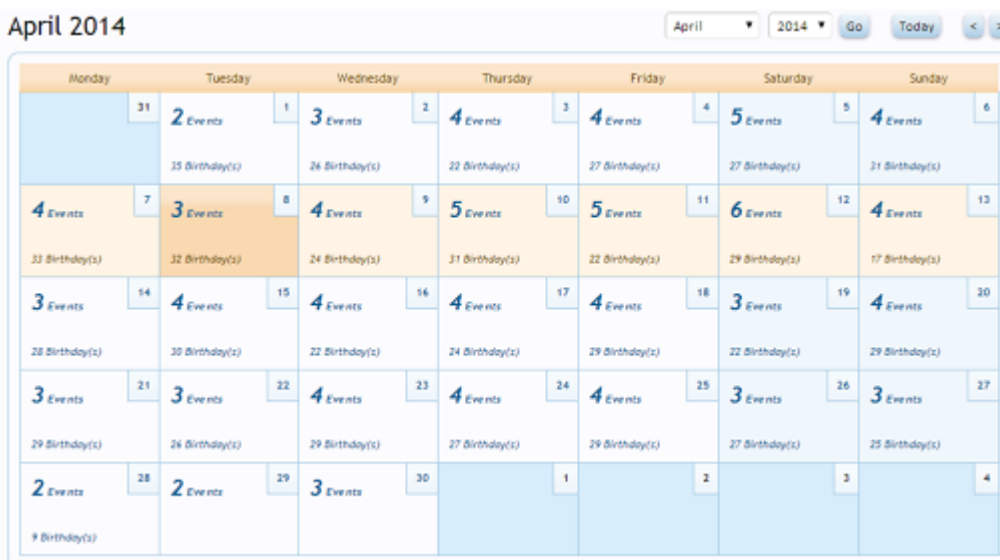 April 2014
April 2014 Go Today < >
Monday Tuesday Wednesday Thursday Friday Saturday Sunday
31 1 2 3 4 5 6
2 Events 3 Events 4 Events 4 Events 5 Events 4 Events
35 Birthday(s) 26 Birthday(s) 22 Birthday(s) 27 Birthday(s) 27 Birthday(s) 31 Birthday(s)
7 8 9 10 11 12 13
4 Events 3 Events 4 Events 5 Events 5 Events 6 Events 4 Events
33 Birthday(s) 32 Birthday(s) 24 Birthday(s) 31 Birthday(s) 22 Birthday(s) 29 Birthday(s) 17 Birthday(s)
14 15 16 17 18 19 20
3 Events 4 Events 4 Events 4 Events 4 Events 3 Events 4 Events
28 Birthday(s) 30 Birthday(s) 22 Birthday(s) 24 Birthday(s) 29 Birthday(s) 22 Birthday(s) 29 Birthday(s)
21 22 23 24 25 26 27
3 Events 3 Events 4 Events 4 Events 4 Events 3 Events 3 Events
29 Birthday(s) 26 Birthday(s) 29 Birthday(s) 27 Birthday(s) 29 Birthday(s) 27 Birthday(s) 25 Birthday(s)
28 29 30 1 2 3 4
2 Events 2 Events 3 Events
9 Birthday(s)